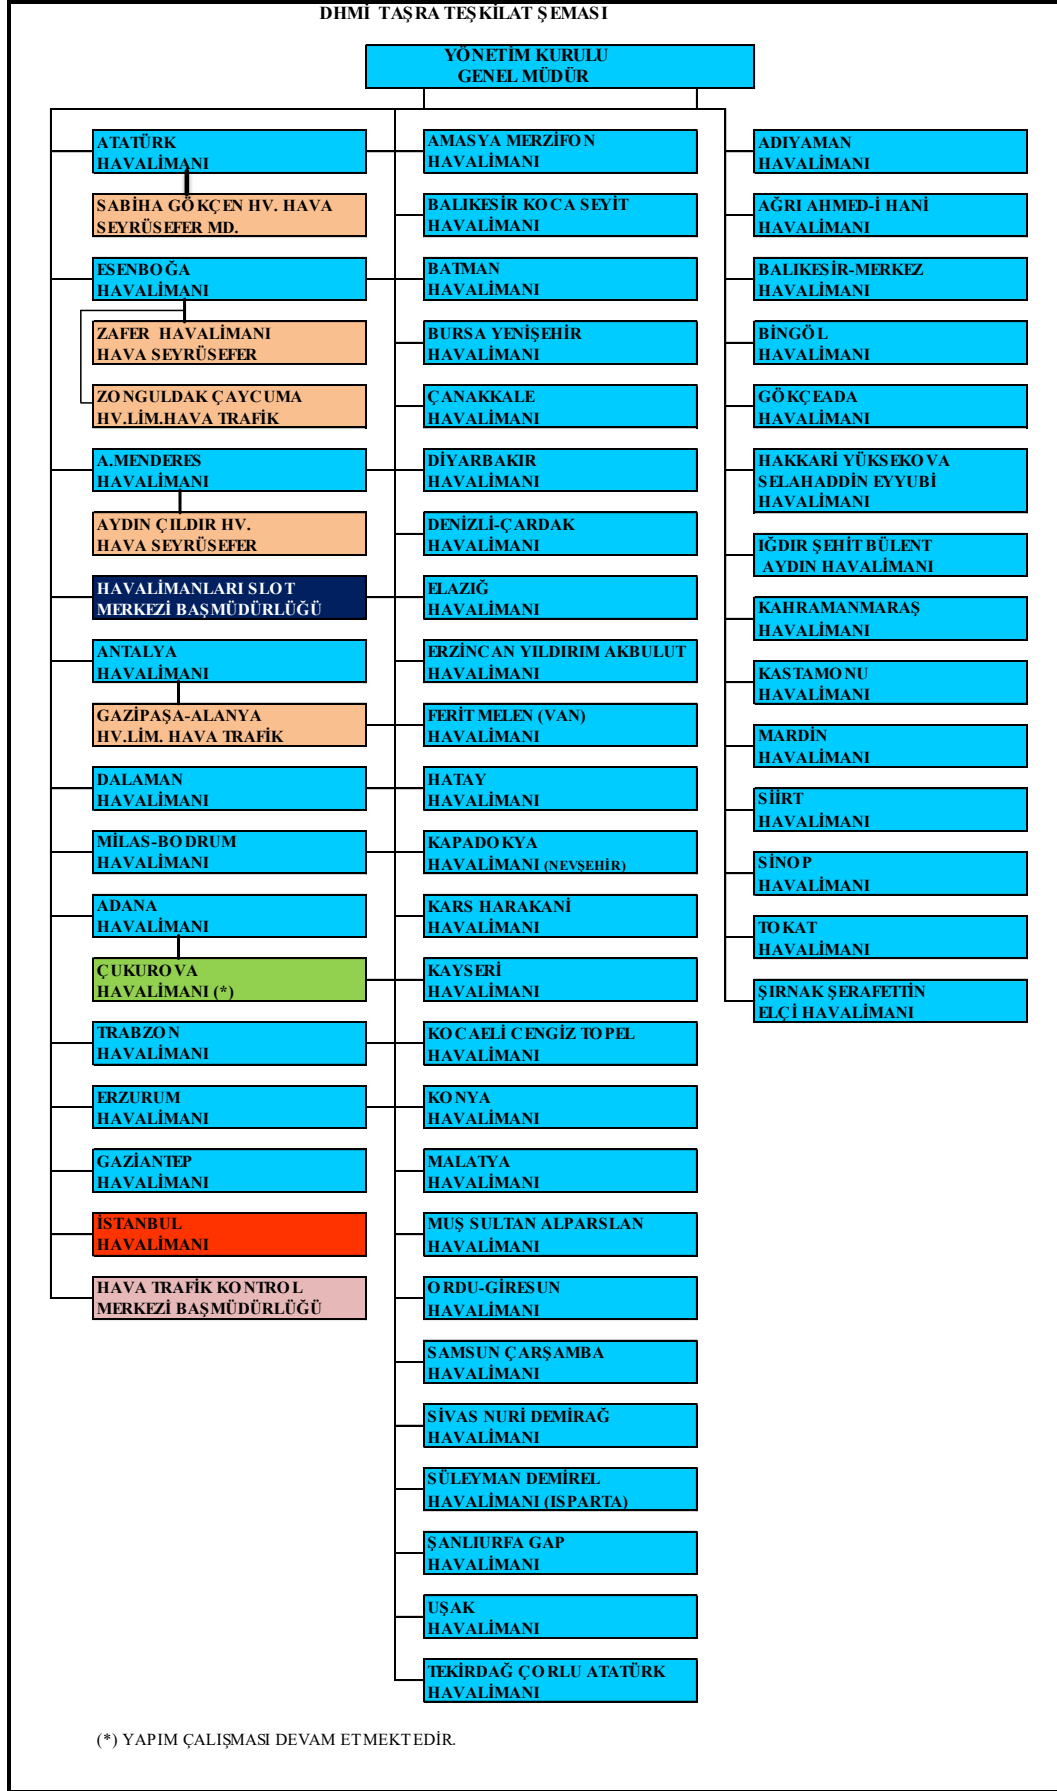 DHMİ TAŞRA TEŞKİLAT ŞEMASI
YÖNETİM KURULU
GENEL MÜDÜR
ATATÜRK
HAVALİMANI
SABİHA GÖKÇEN HV. HAVA
SEYRÜSEFER MD.
ESENBOĞA
HAVALİMANI
ZAFER HAVALİMANI
HAVA SEYRÜSEFER
ZONGULDAK ÇAYCUMA
HV.LİM.HAVA TRAFİK
A.MENDERES
HAVALİMANI
AYDIN ÇILDIR HV.
HAVA SEYRÜSEFER
HAVALİMANLARI SLOT
MERKEZİ BAŞMÜDÜRLÜĞÜ
ANTALYA
HAVALİMANI
GAZİPAŞA-ALANYA
HV.LİM. HAVA TRAFİK
DALAMAN
HAVALİMANI
MİLAS-BODRUM
HAVALİMANI
ADANA
HAVALİMANI
ÇUKUROVA
HAVALİMANI (*)
TRABZON
HAVALİMANI
ERZURUM
HAVALİMANI
GAZİANTEP
HAVALİMANI
İSTANBUL
HAVALİMANI
HAVA TRAFİK KONTROL
MERKEZİ BAŞMÜDÜRLÜĞÜ
AMASYA MERZİFON
HAVALİMANI
BALIKESİR KOCA SEYİT
HAVALİMANI
BATMAN
HAVALİMANI
BURSA YENİŞEHİR
HAVALİMANI
ÇANAKKALE
HAVALİMANI
DİYARBAKIR
HAVALİMANI
DENİZLİ-ÇARDAK
HAVALİMANI
ELAZIĞ
HAVALİMANI
ERZİNCAN YILDIRIM AKBULUT
HAVALİMANI
FERİT MELEN (VAN)
HAVALİMANI
HATAY
HAVALİMANI
KAPADOKYA
HAVALİMANI (NEVŞEHİR)
KARS HARAKANİ
HAVALİMANI
KAYSERİ
HAVALİMANI
KOCAELİ CENGİZ TOPEL
HAVALİMANI
KONYA
HAVALİMANI
MALATYA
HAVALİMANI
MUŞ SULTAN ALPARSLAN
HAVALİMANI
ORDU-GİRESUN
HAVALİMANI
SAMSUN ÇARŞAMBA
HAVALİMANI
SİVAS NURİ DEMİRAĞ
HAVALİMANI
SÜLEYMAN DEMİREL
HAVALİMANI (ISPARTA)
ŞANLIURFA GAP
HAVALİMANI
UŞAK
HAVALİMANI
TEKİRDAĞ ÇORLU ATATÜRK
HAVALİMANI
ADIYAMAN
HAVALİMANI
AĞRI AHMED-İ HANİ
HAVALİMANI
BALIKESİR-MERKEZ
HAVALİMANI
BİNGÖL
HAVALİMANI
GÖKÇEADA
HAVALİMANI
HAKKARİ YÜKSEKOVA
SELAHADDİN EYYUBİ
HAVALİMANI
IĞDIR ŞEHİT BÜLENT
AYDIN HAVALİMANI
KAHRAMANMARAŞ
HAVALİMANI
KASTAMONU
HAVALİMANI
MARDİN
HAVALİMANI
SİİRT
HAVALİMANI
SİNOP
HAVALİMANI
TOKAT
HAVALİMANI
ŞIRNAK ŞERAFETTİN
ELÇİ HAVALİMANI
(*) YAPIM ÇALIŞMASI DEVAM ETMEKTEDİR.